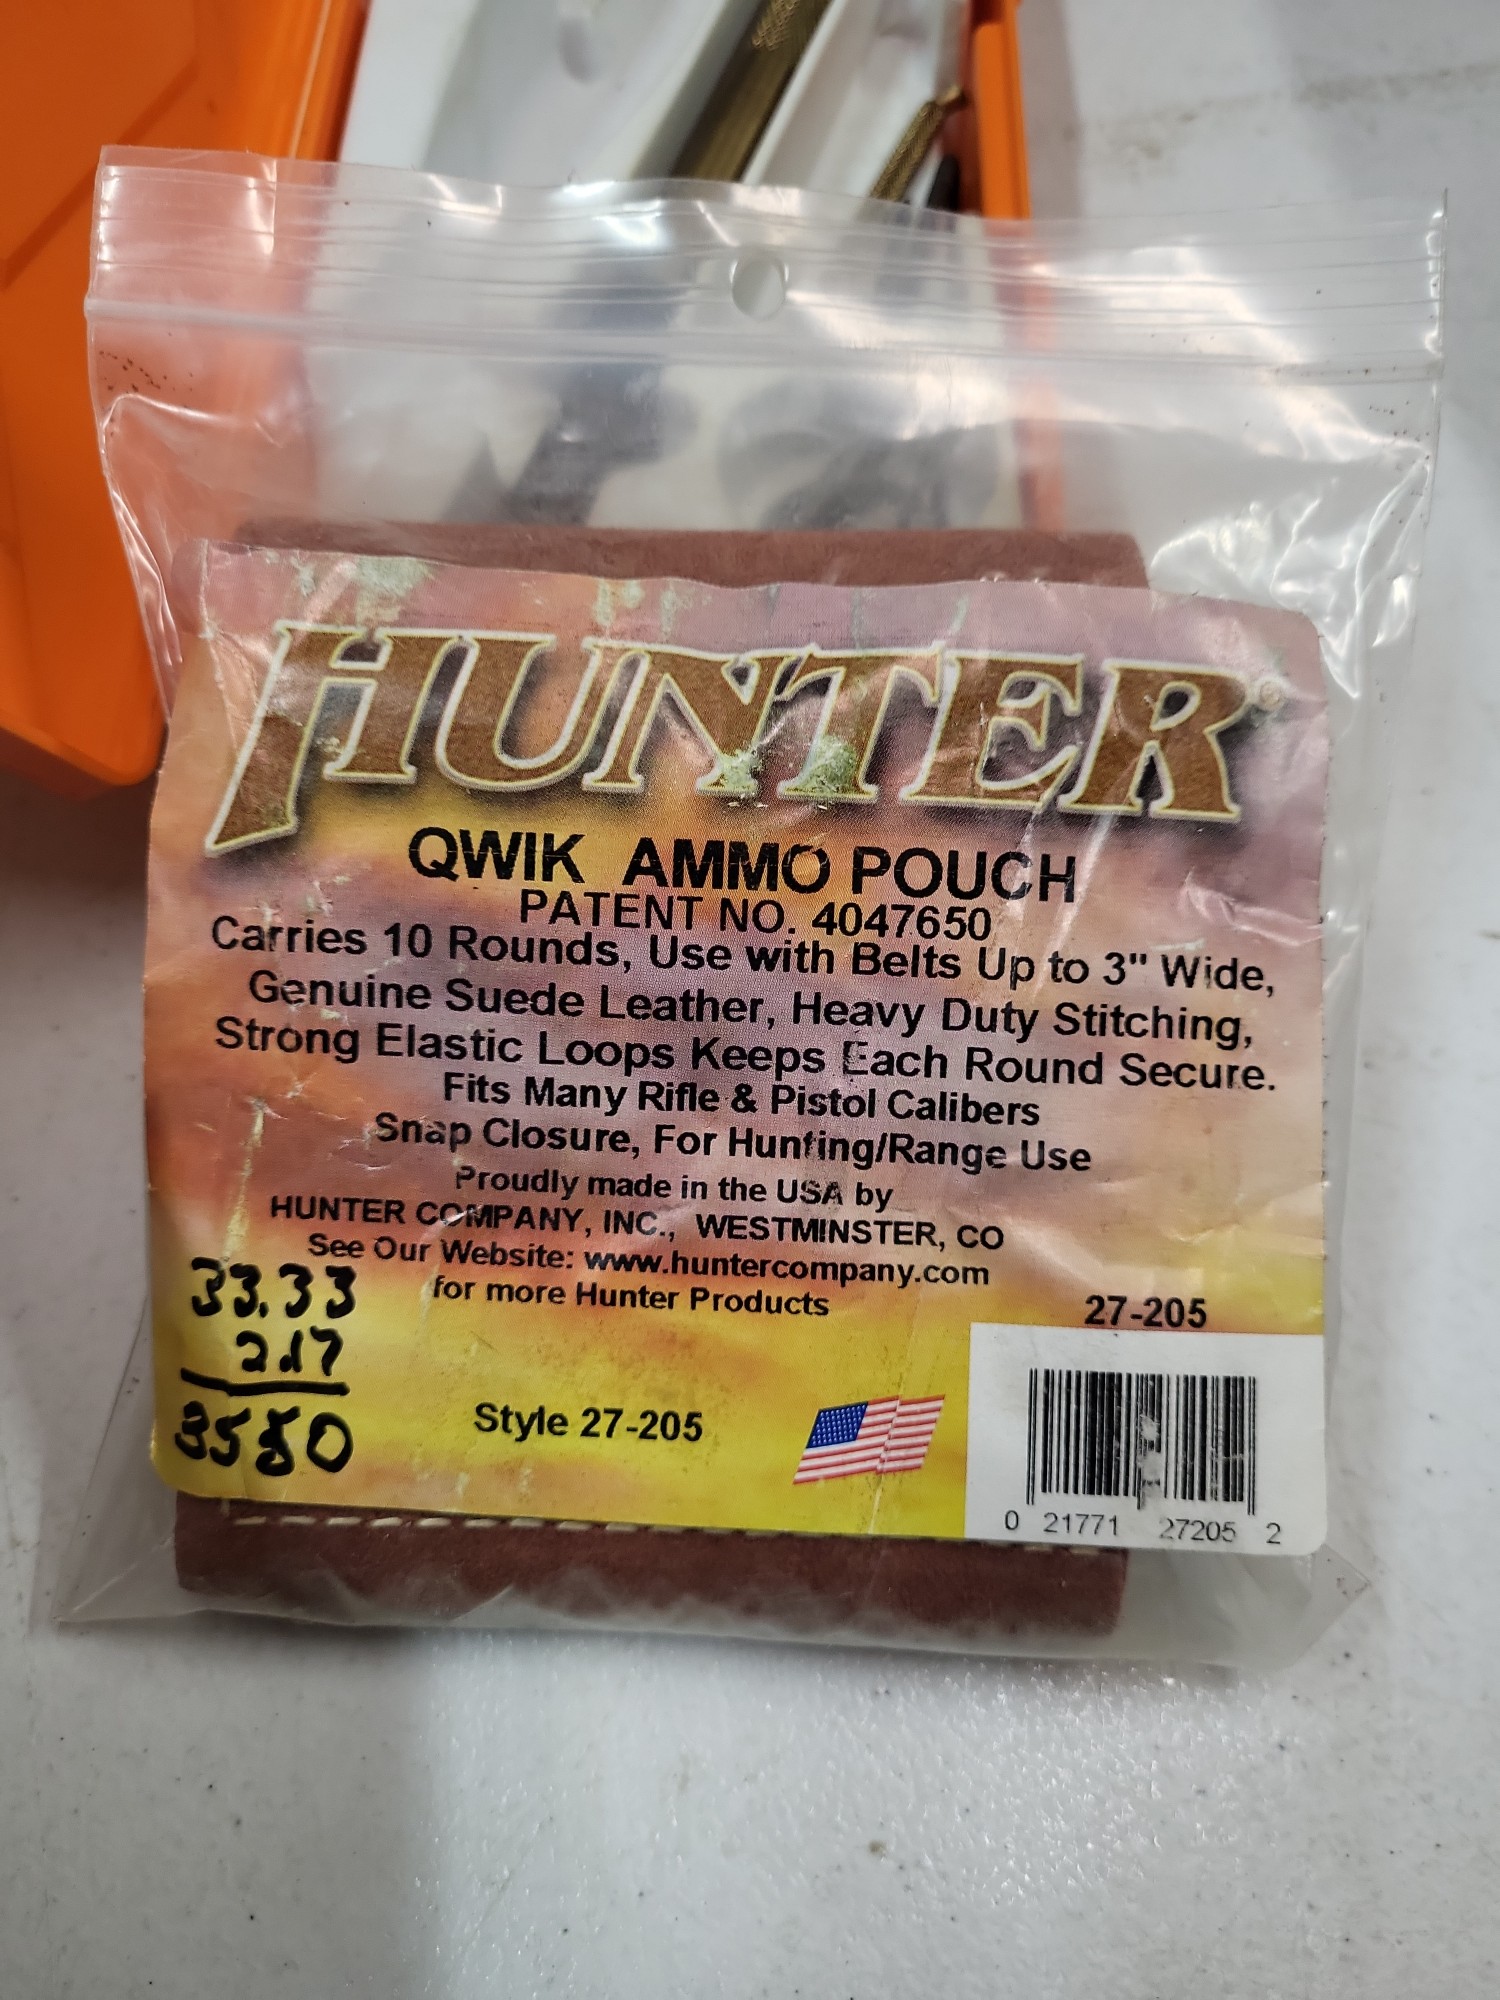 HUNTER®
QWIK AMMO POUCH
PATENT NO. 4047650
Carries 10 Rounds, Use with Belts Up to 3" Wide,
Genuine Suede Leather, Heavy Duty Stitching,
Strong Elastic Loops Keeps Each Round Secure.
Fits Many Rifle & Pistol Calibers
Snap Closure, For Hunting/Range Use
Proudly made in the USA by
HUNTER COMPANY, INC., WESTMINSTER, CO
See Our Website: www.huntercompany.com
for more Hunter Products
33.33
2.17
3550
Style 27-205
27-205
0 21771 27205 2